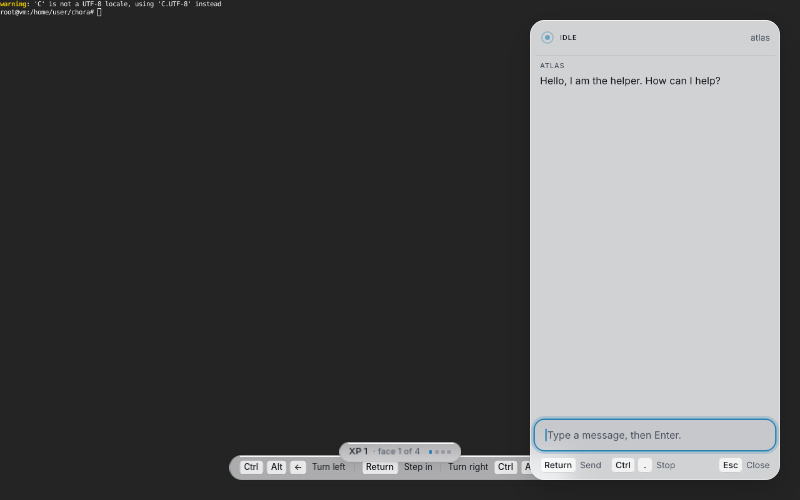 warning: 'C' is not a UTF-8 locale, using 'C.UTF-8' instead
root@vm:/home/user/chora#
IDLE
atlas
ATLAS
Hello, I am the helper. How can I help?
Type a message, then Enter.
Return Send Ctrl . Stop Esc Close
XP 1 · face 1 of 4
Ctrl Alt ← Turn left Return Step in Turn right Ctrl